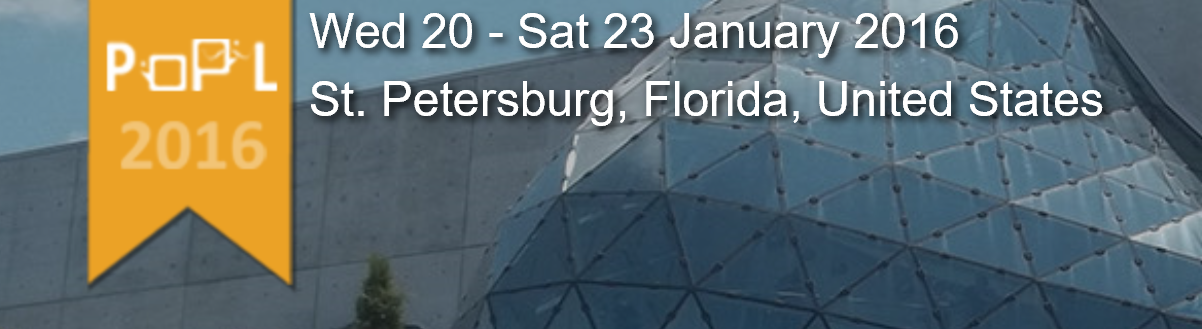 Wed 20 - Sat 23 January 2016
St. Petersburg, Florida, United States
POPL
2016